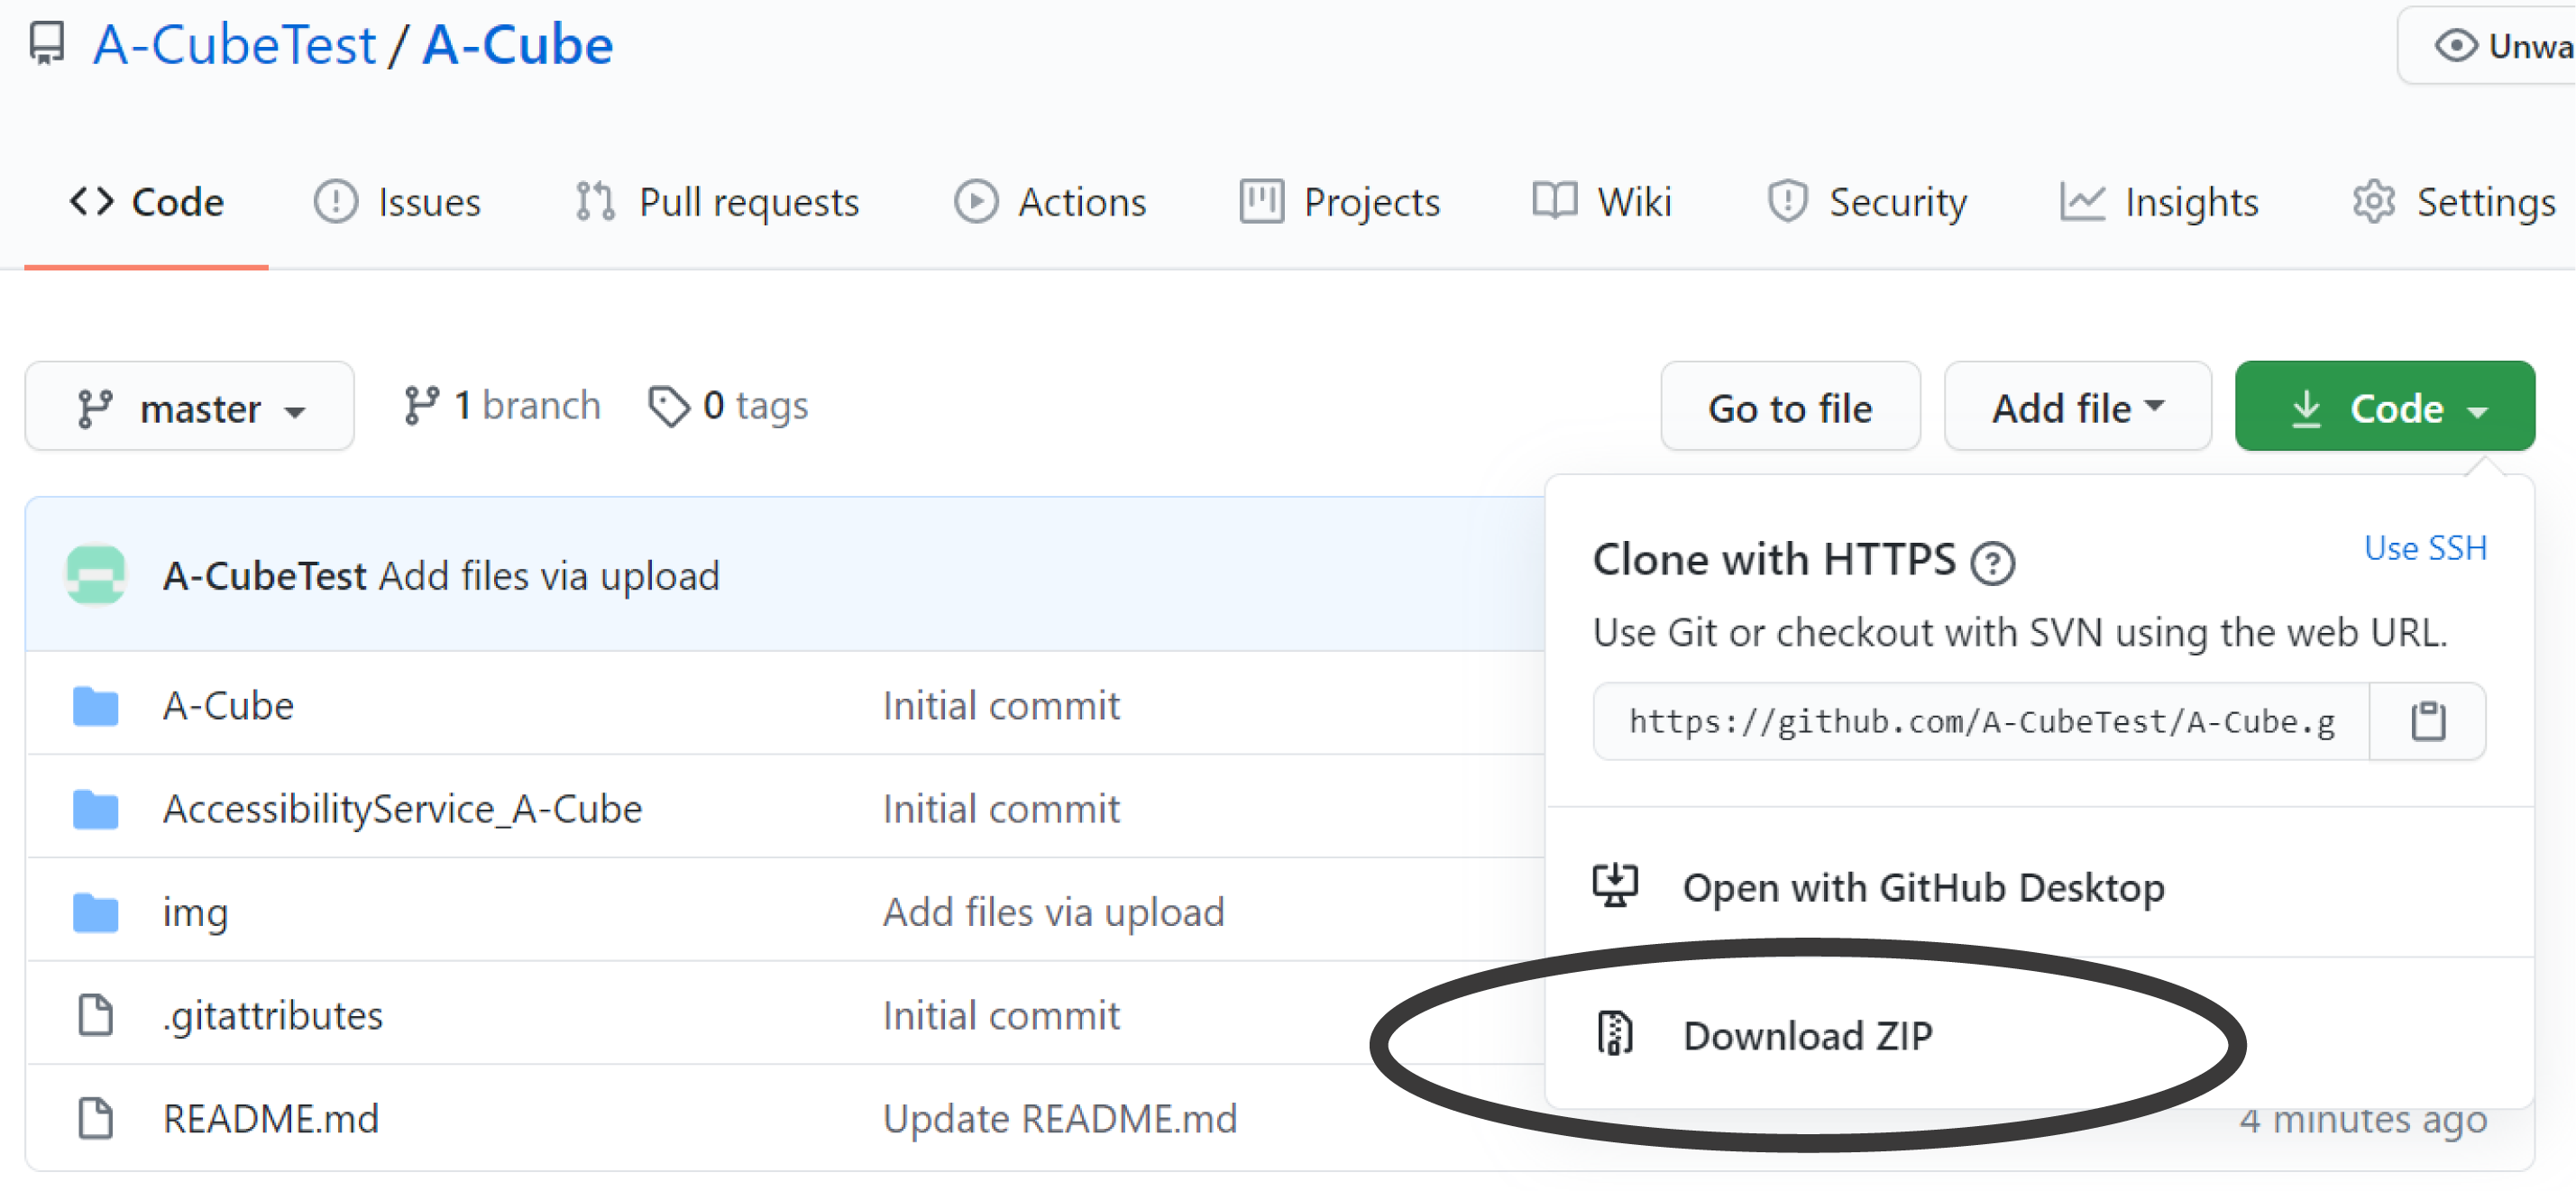 A-CubeTest / A-Cube
Unwa
Code Issues Pull requests Actions Projects Wiki Security Insights Settings
master 1 branch 0 tags Go to file Add file Code
A-CubeTest Add files via upload
Clone with HTTPS ? Use SSH
Use Git or checkout with SVN using the web URL.
https://github.com/A-CubeTest/A-Cube.g
A-Cube Initial commit
AccessibilityService_A-Cube Initial commit
Open with GitHub Desktop
img Add files via upload
.gitattributes Initial commit
Download ZIP
README.md Update README.md 4 minutes ago